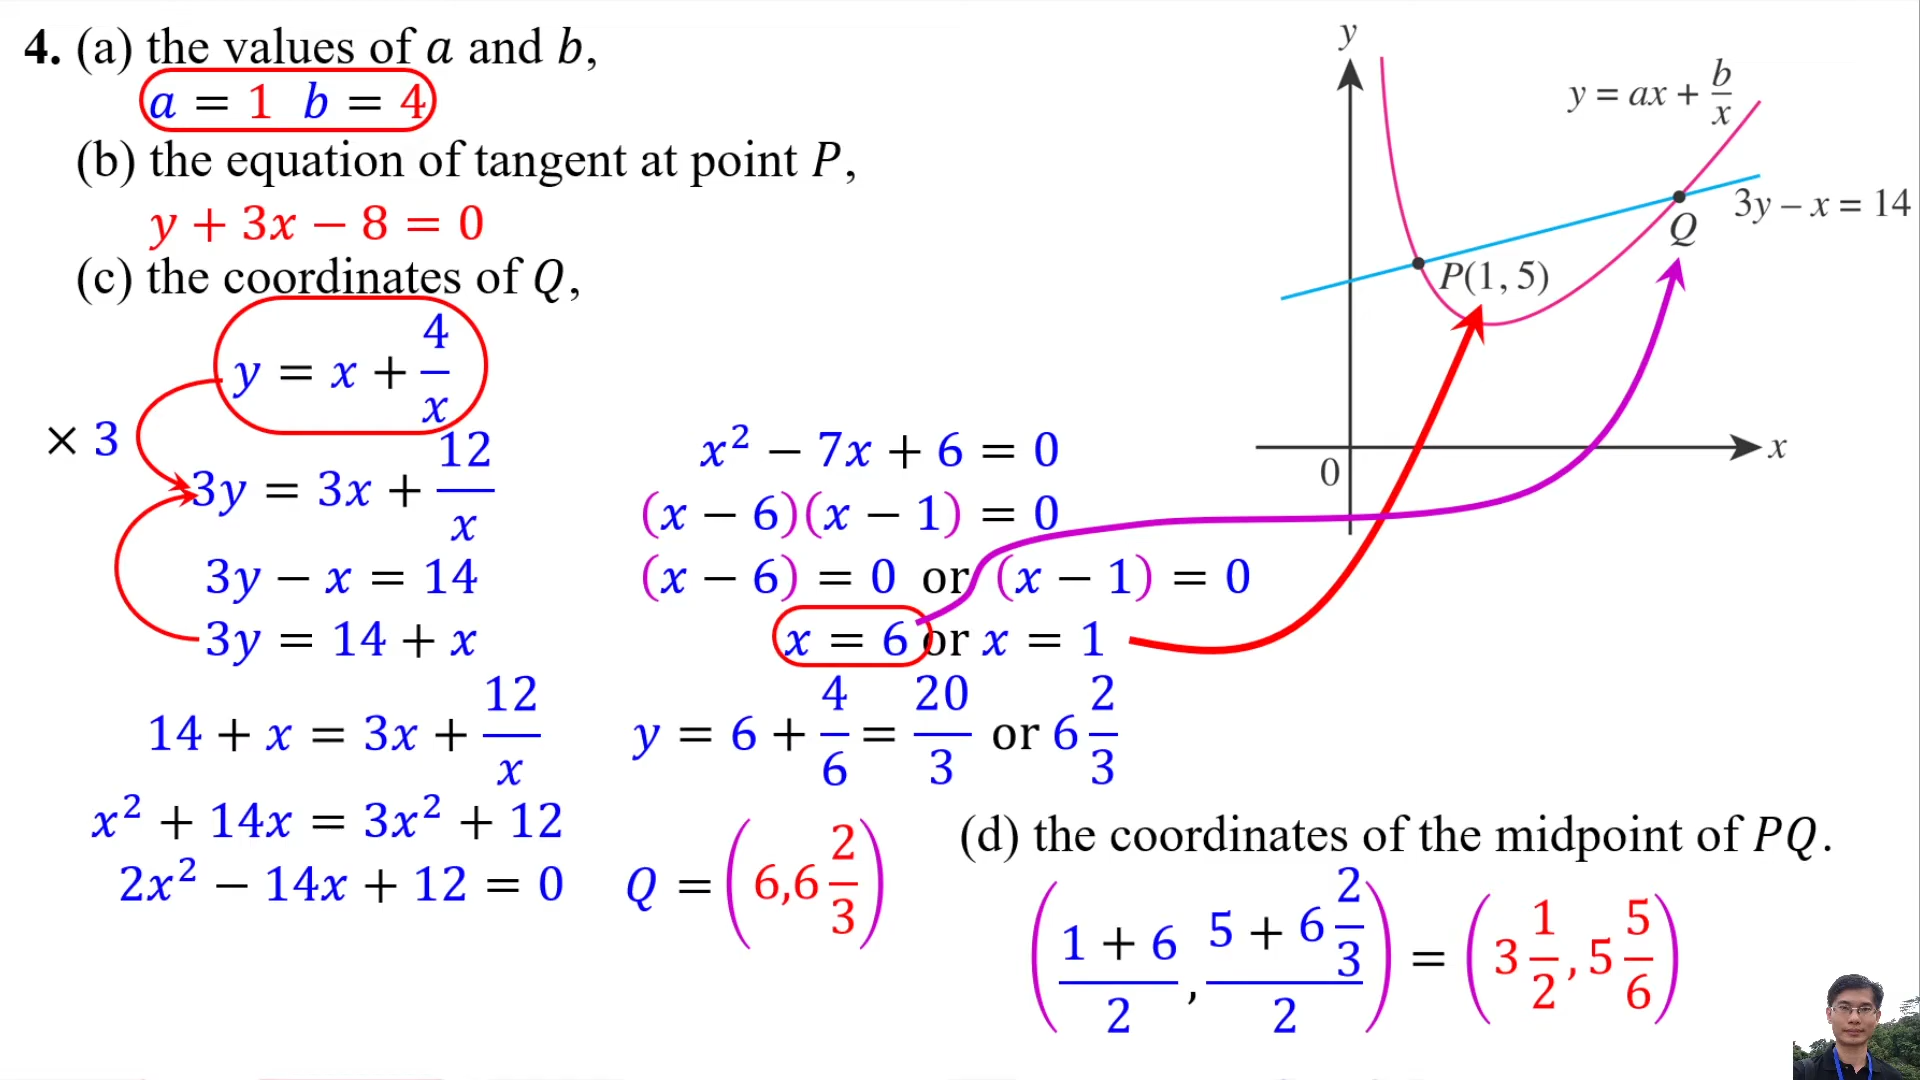 4. (a) the values of a and b,
a = 1 b = 4
(b) the equation of tangent at point P,
y + 3x − 8 = 0
(c) the coordinates of Q,
y = x + 4/x
× 3
3y = 3x + 12/x
3y − x = 14
3y = 14 + x
14 + x = 3x + 12/x
x² + 14x = 3x² + 12
2x² − 14x + 12 = 0
x² − 7x + 6 = 0
(x − 6)(x − 1) = 0
(x − 6) = 0 or (x − 1) = 0
x = 6 or x = 1
y = 6 + 4/6 = 20/3 or 6 2/3
Q = (6,6 2/3)
(d) the coordinates of the midpoint of PQ.
((1 + 6)/2, (5 + 6 2/3)/2) = (3 1/2, 5 5/6)
y
y = ax + b/x
3y − x = 14
Q
P(1, 5)
x
0